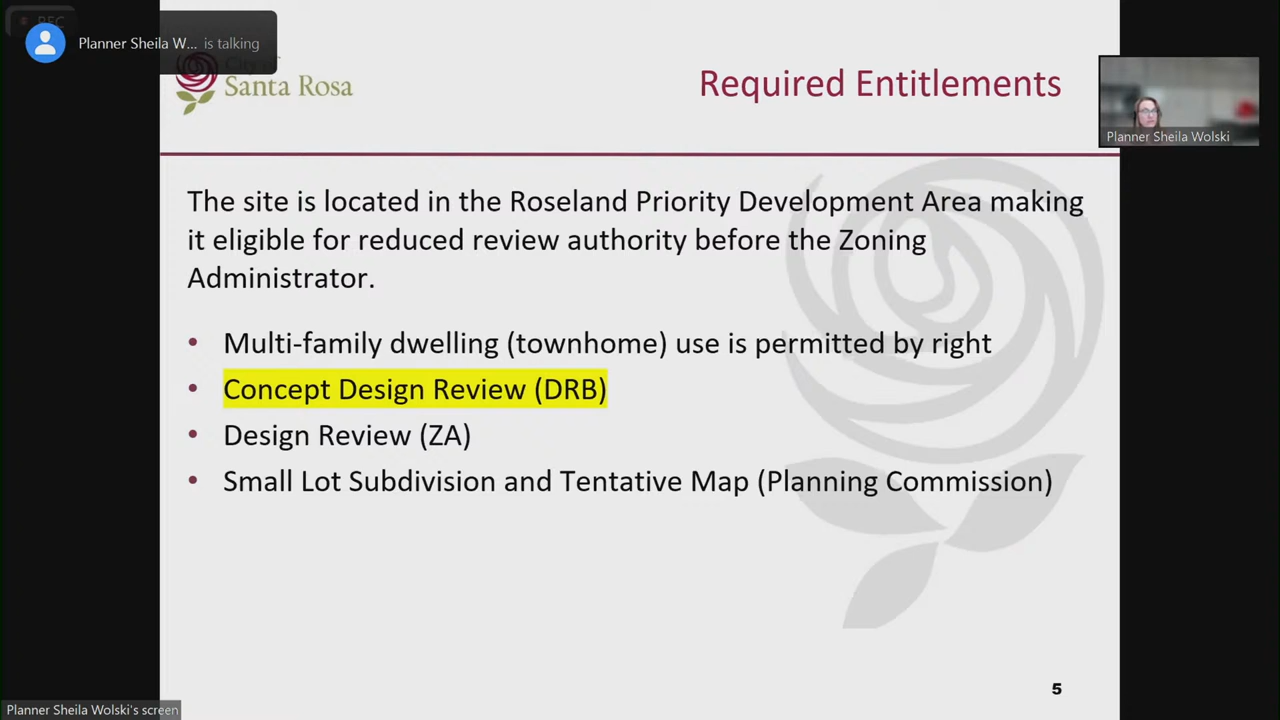 REC
Planner Sheila W... is talking
City of
Santa Rosa
Required Entitlements
Planner Sheila Wolski
The site is located in the Roseland Priority Development Area making
it eligible for reduced review authority before the Zoning
Administrator.
• Multi-family dwelling (townhome) use is permitted by right
• Concept Design Review (DRB)
• Design Review (ZA)
• Small Lot Subdivision and Tentative Map (Planning Commission)
5
Planner Sheila Wolski's screen